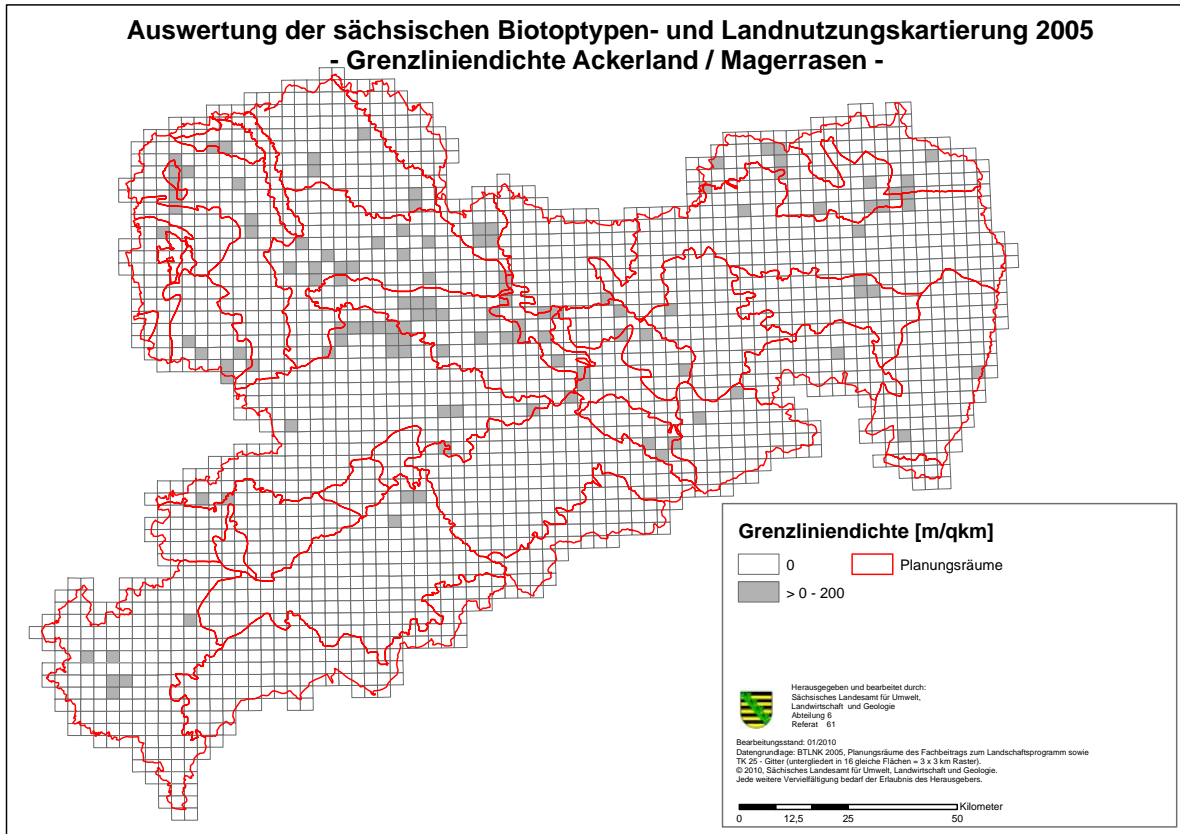 Auswertung der sächsischen Biotoptypen- und Landnutzungskartierung 2005
- Grenzliniendichte Ackerland / Magerrasen -
Grenzliniendichte [m/qkm]
0
Planungsräume
> 0 - 200
Herausgegeben und bearbeitet durch:
Sächsisches Landesamt für Umwelt,
Landwirtschaft und Geologie
Abteilung 6
Referat 61
Bearbeitungsstand: 01/2010
Datengrundlage: BTLNK 2005, Planungsräume des Fachbeitrags zum Landschaftsprogramm sowie
TK 25 - Gitter (untergliedert in 16 gleiche Flächen = 3 x 3 km Raster).
© 2010, Sächsisches Landesamt für Umwelt, Landwirtschaft und Geologie.
Jede weitere Vervielfältigung bedarf der Erlaubnis des Herausgebers.
Kilometer
0 12,5 25 50